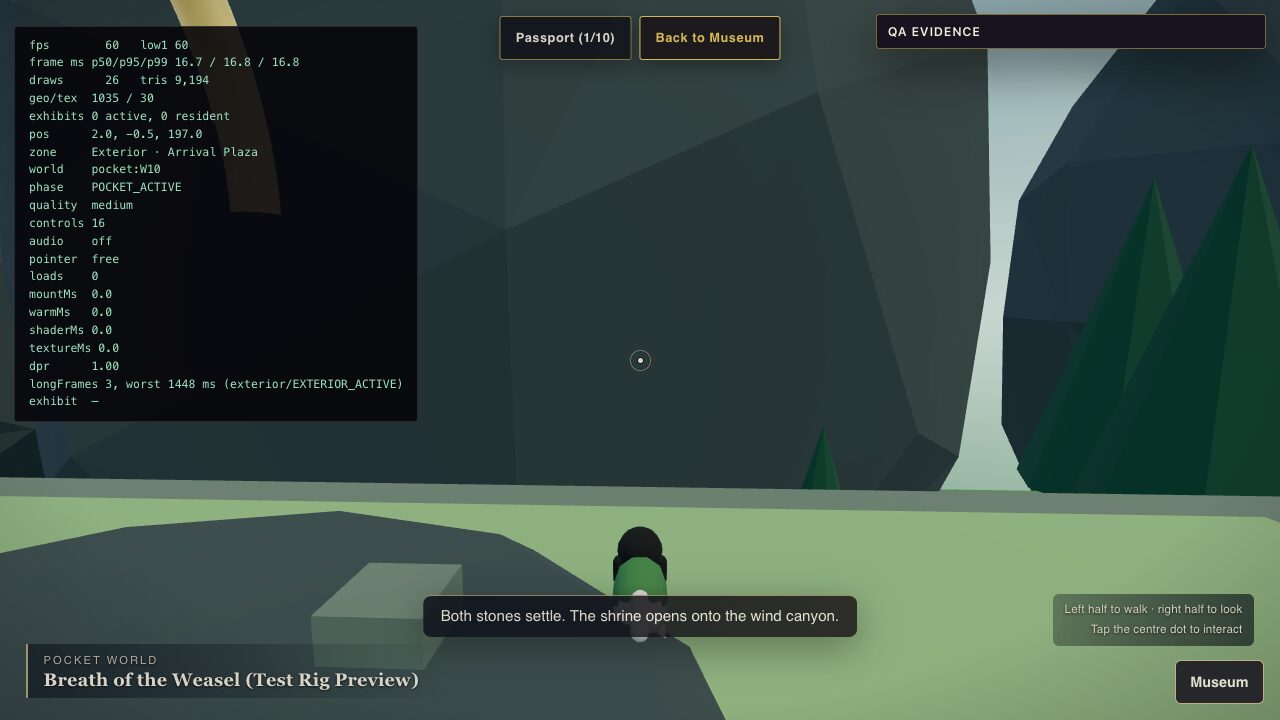 fps 60 low1 60
frame ms p50/p95/p99 16.7 / 16.8 / 16.8
draws 26 tris 9,194
geo/tex 1035 / 30
exhibits 0 active, 0 resident
pos 2.0, −0.5, 197.0
zone Exterior · Arrival Plaza
world pocket:W10
phase POCKET_ACTIVE
quality medium
controls 16
audio off
pointer free
loads 0
mountMs 0.0
warmMs 0.0
shaderMs 0.0
textureMs 0.0
dpr 1.00
longFrames 3, worst 1448 ms (exterior/EXTERIOR_ACTIVE)
exhibit —
Passport (1/10)
Back to Museum
QA EVIDENCE
Both stones settle. The shrine opens onto the wind canyon.
Left half to walk · right half to look
Tap the centre dot to interact
POCKET WORLD
Breath of the Weasel (Test Rig Preview)
Museum